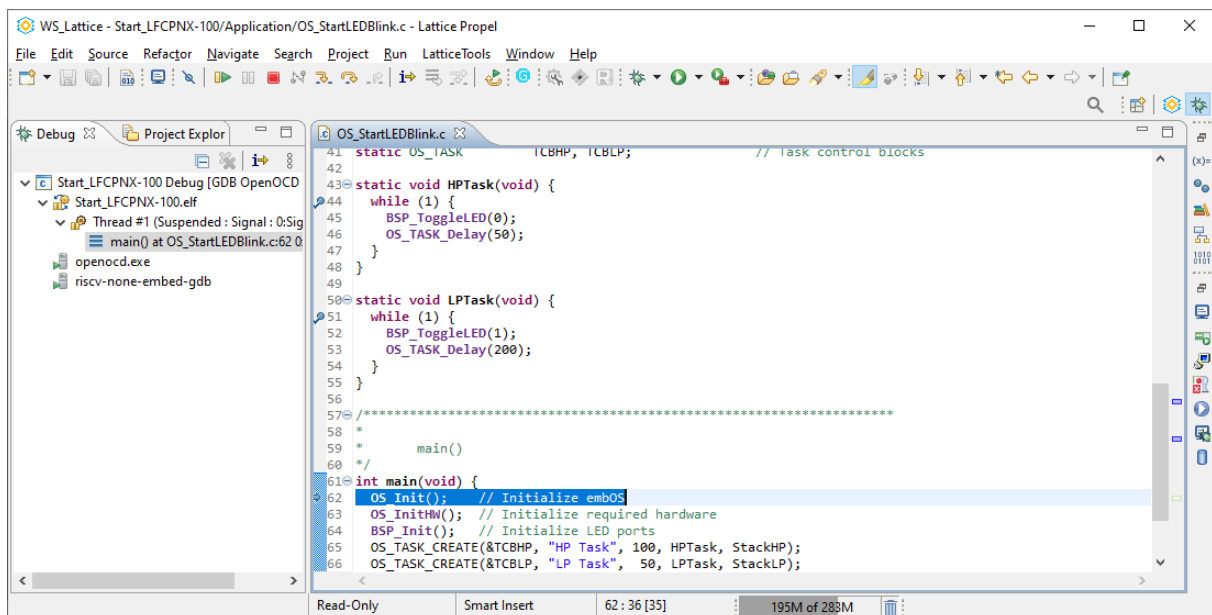 WS_Lattice - Start_LFCPNX-100/Application/OS_StartLEDBlink.c - Lattice Propel
File Edit Source Refactor Navigate Search Project Run LatticeTools Window Help
Debug Project Explor
Start_LFCPNX-100 Debug [GDB OpenOCD
Start_LFCPNX-100.elf
Thread #1 (Suspended : Signal : 0:Sig
main() at OS_StartLEDBlink.c:62 0:
openocd.exe
riscv-none-embed-gdb
OS_StartLEDBlink.c
41 static OS_TASK TCBHP, TCBLP; // Task control blocks
42
43 static void HPTask(void) {
44 while (1) {
45 BSP_ToggleLED(0);
46 OS_TASK_Delay(50);
47 }
48 }
49
50 static void LPTask(void) {
51 while (1) {
52 BSP_ToggleLED(1);
53 OS_TASK_Delay(200);
54 }
55 }
56
57 /*********************************************************************
58 *
59 * main()
60 */
61 int main(void) {
62 OS_Init(); // Initialize embOS
63 OS_InitHW(); // Initialize required hardware
64 BSP_Init(); // Initialize LED ports
65 OS_TASK_CREATE(&TCBHP, "HP Task", 100, HPTask, StackHP);
66 OS_TASK_CREATE(&TCBLP, "LP Task", 50, LPTask, StackLP);
Read-Only Smart Insert 62 : 36 [35] 195M of 283M